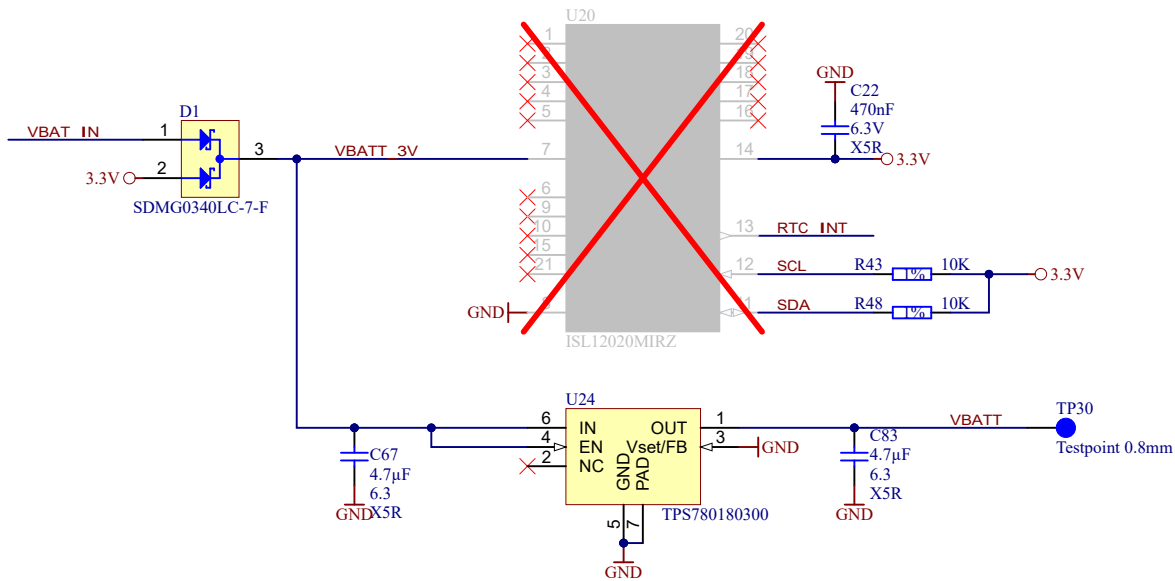 U20
1
20
2
19
3
18
4
17
5
16
GND
C22
470nF
6.3V
X5R
D1
VBAT_IN
1
3
VBATT_3V
7
14
3.3V
3.3V
2
SDMG0340LC-7-F
6
9
10
15
21
13
RTC_INT
12
SCL
R43
1%
10K
3.3V
GND
8
1
SDA
R48
1%
10K
ISL12020MIRZ
U24
6
IN
OUT
1
VBATT
TP30
Testpoint 0.8mm
4
EN
Vset/FB
3
GND
2
NC
GND
PAD
C67
4.7µF
6.3
X5R
GND
C83
4.7µF
6.3
X5R
GND
5
7
TPS780180300
GND